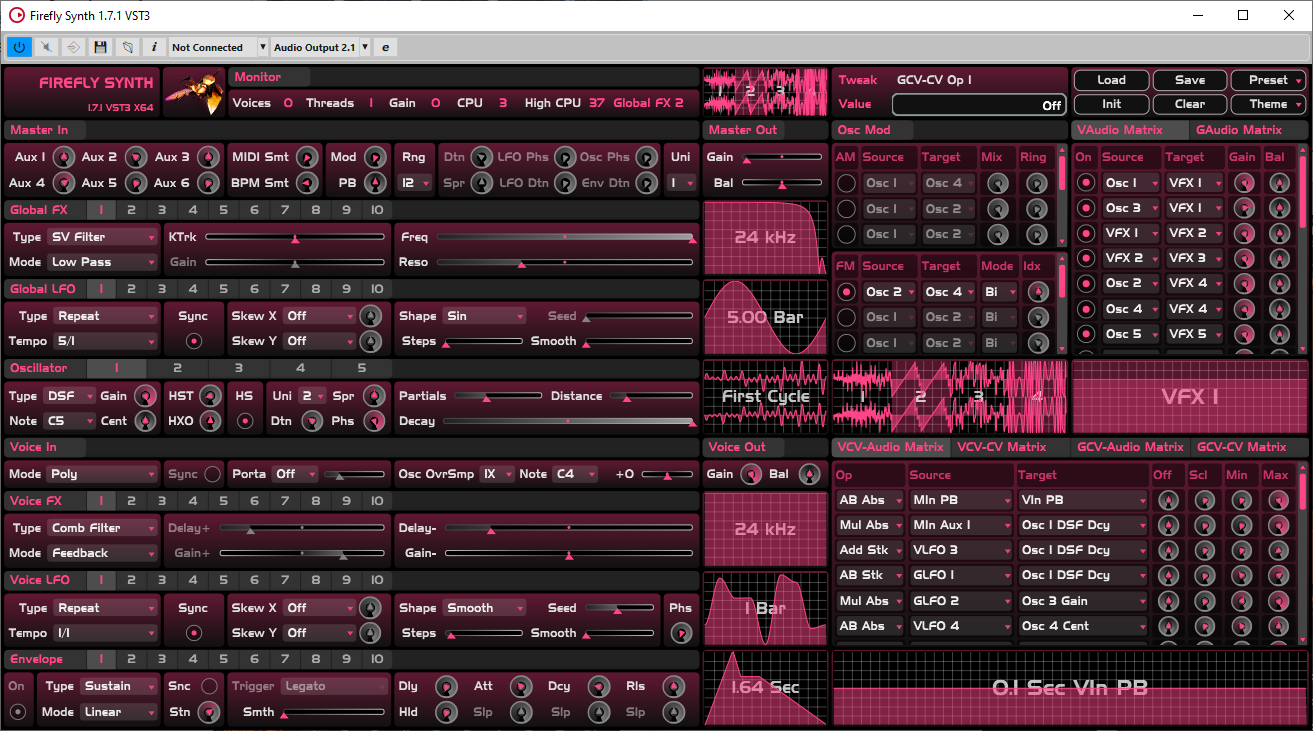 Firefly Synth 1.7.1 VST3
Not Connected Audio Output 2.1 e
FIREFLY SYNTH
1.7.1 VST3 X64
Monitor
Voices 0 Threads 1 Gain 0 CPU 3 High CPU 37 Global FX 2
1 2 3 4
Tweak GCV-CV Op 1
Value Off
Load Save Preset
Init Clear Theme
Master In
Aux 1 Aux 2 Aux 3 MIDI Smt Mod Rng Dtn LFO Phs Osc Phs Uni
Aux 4 Aux 5 Aux 6 BPM Smt PB 12 Spr LFO Dtn Env Dtn 1
Master Out
Gain
Bal
Osc Mod
AM Source Target Mix Ring
Osc 1 Osc 4
Osc 1 Osc 2
Osc 1 Osc 2
FM Source Target Mode Idx
Osc 2 Osc 4 Bi
Osc 1 Osc 2 Bi
Osc 1 Osc 2 Bi
VAudio Matrix GAudio Matrix
On Source Target Gain Bal
Osc 1 VFX 1
Osc 3 VFX 1
VFX 1 VFX 2
VFX 2 VFX 3
Osc 2 VFX 4
Osc 4 VFX 4
Osc 5 VFX 5
Global FX 1 2 3 4 5 6 7 8 9 10
Type SV Filter KTrk Freq
Mode Low Pass Gain Reso
24 kHz
Global LFO 1 2 3 4 5 6 7 8 9 10
Type Repeat Sync Skew X Off Shape Sin Seed
Tempo 5/1 Skew Y Off Steps Smooth
5.00 Bar
Oscillator 1 2 3 4 5
Type DSF Gain HST HS Uni 2 Spr Partials Distance
Note C5 Cent HXO Dtn Phs Decay
First Cycle
1 2 3 4
VFX 1
Voice In
Mode Poly Sync Porta Off Osc OvrSmp 1X Note C4 +0
Voice Out
Gain Bal
Voice FX 1 2 3 4 5 6 7 8 9 10
Type Comb Filter Delay+ Delay-
Mode Feedback Gain+ Gain-
24 kHz
Voice LFO 1 2 3 4 5 6 7 8 9 10
Type Repeat Sync Skew X Off Shape Smooth Seed Phs
Tempo 1/1 Skew Y Off Steps Smooth
1 Bar
Envelope 1 2 3 4 5 6 7 8 9 10
On Type Sustain Snc Trigger Legato Dly Att Dcy Rls
Mode Linear Stn Smth Hld Slp Slp Slp
1.64 Sec
VCV-Audio Matrix VCV-CV Matrix GCV-Audio Matrix GCV-CV Matrix
Op Source Target Off Scl Min Max
AB Abs MIn PB VIn PB
Mul Abs MIn Aux 1 Osc 1 DSF Dcy
Add Stk VLFO 3 Osc 1 DSF Dcy
AB Stk GLFO 1 Osc 1 DSF Dcy
Mul Abs GLFO 2 Osc 3 Gain
AB Abs VLFO 4 Osc 4 Cent
0.1 Sec VIn PB